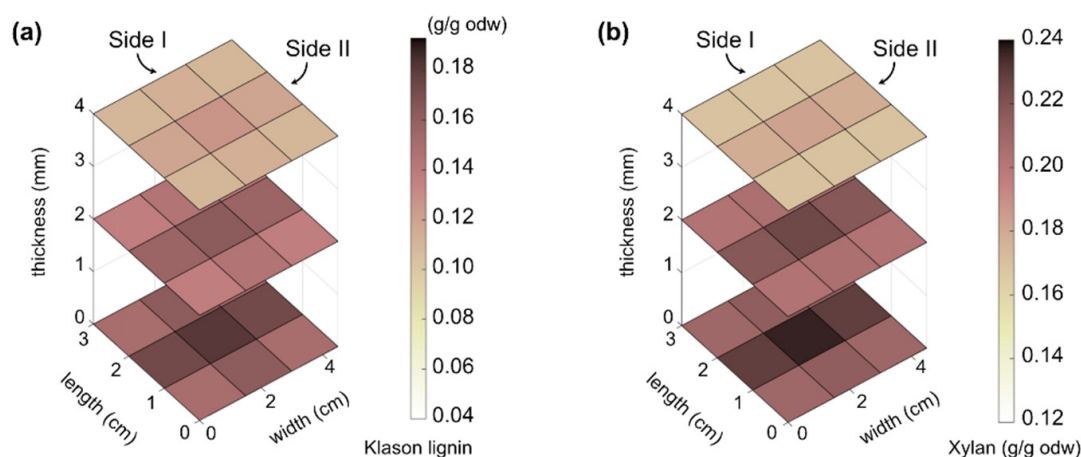 (a)
Side I
Side II
(g/g odw)
0.18
0.16
0.14
0.12
0.10
0.08
0.06
0.04
Klason lignin
thickness (mm)
4
3
2
1
0
length (cm)
3
2
1
0
width (cm)
0
2
4
(b)
Side I
Side II
0.24
0.22
0.20
0.18
0.16
0.14
0.12
Xylan (g/g odw)
thickness (mm)
4
3
2
1
0
length (cm)
3
2
1
0
width (cm)
0
2
4